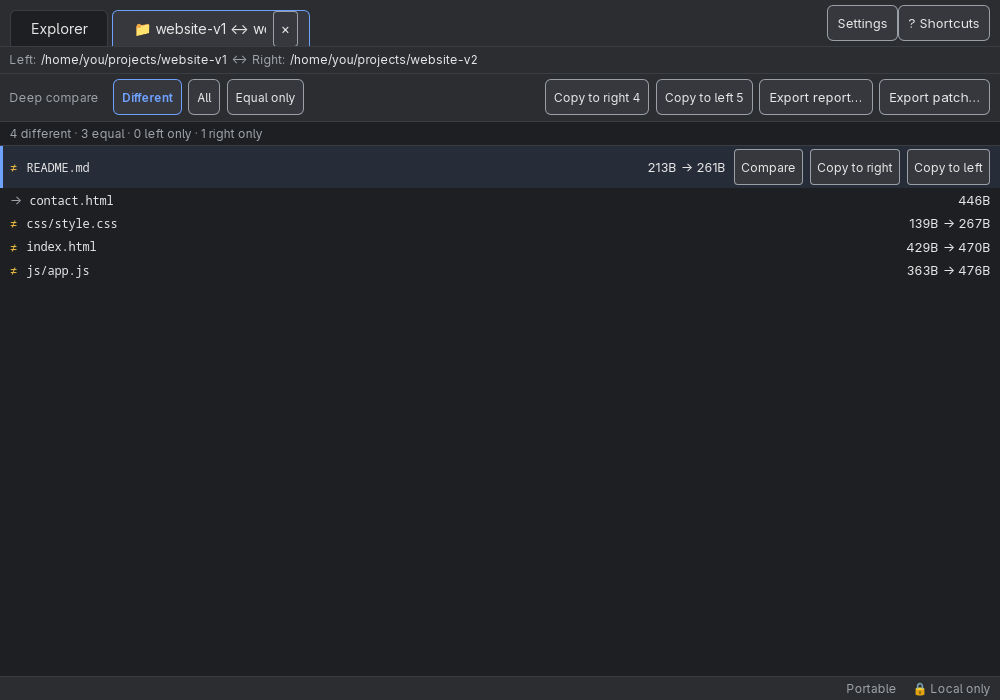 Explorer
📁 website-v1 ↔ we ×
Settings
? Shortcuts
Left: /home/you/projects/website-v1 ↔ Right: /home/you/projects/website-v2
Deep compare Different All Equal only Copy to right 4 Copy to left 5 Export report… Export patch…
4 different · 3 equal · 0 left only · 1 right only
≠ README.md 213B → 261B Compare Copy to right Copy to left
→ contact.html 446B
≠ css/style.css 139B → 267B
≠ index.html 429B → 470B
≠ js/app.js 363B → 476B
Portable 🔒 Local only